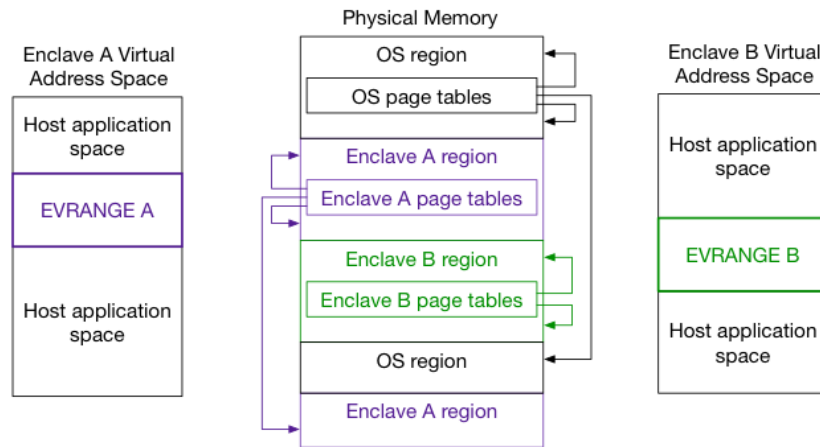 Physical Memory
Enclave A Virtual
Address Space
Host application
space
EVRANGE A
Host application
space
OS region
OS page tables
Enclave A region
Enclave A page tables
Enclave B region
Enclave B page tables
OS region
Enclave A region
Enclave B Virtual
Address Space
Host application
space
EVRANGE B
Host application
space